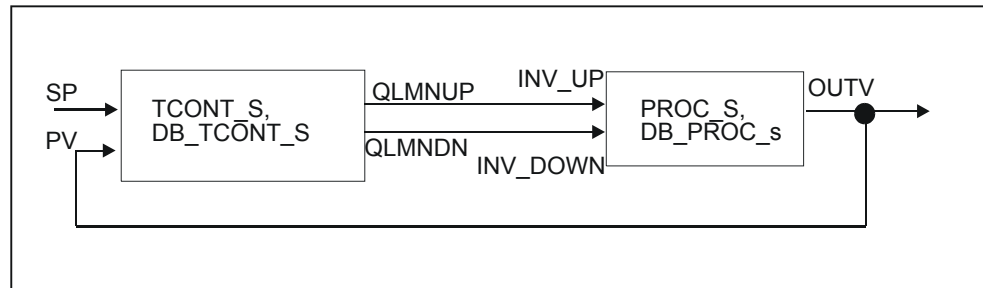 SP
PV
TCONT_S,
DB_TCONT_S
QLMNUP
QLMNDN
INV_UP
INV_DOWN
PROC_S,
DB_PROC_s
OUTV